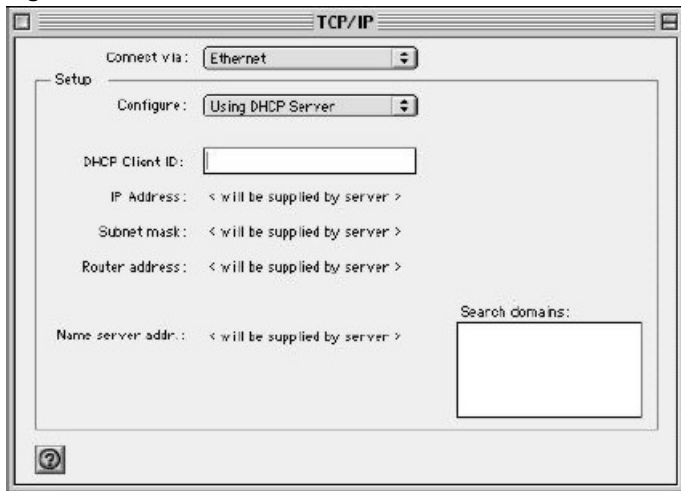 TCP/IP
Connect via: Ethernet
Setup
Configure: Using DHCP Server
DHCP Client ID:
IP Address: < will be supplied by server >
Subnet mask: < will be supplied by server >
Router address: < will be supplied by server >
Search domains:
Name server addr.: < will be supplied by server >
?